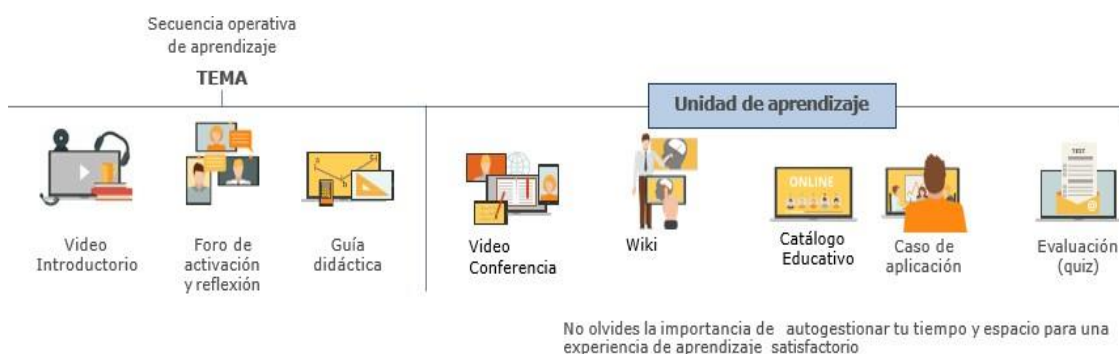 Secuencia operativa
de aprendizaje
TEMA
Unidad de aprendizaje
ONLINE
TEST
Video
Introductorio
Foro de
activación
y reflexión
Guía
didáctica
Video
Conferencia
Wiki
Catálogo
Educativo
Caso de
aplicación
Evaluación
(quiz)
No olvides la importancia de autogestionar tu tiempo y espacio para una
experiencia de aprendizaje satisfactorio